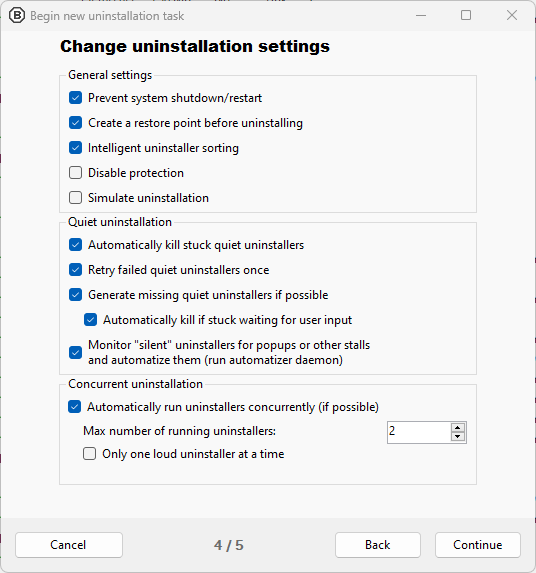 B Begin new uninstallation task
Change uninstallation settings
General settings
Prevent system shutdown/restart
Create a restore point before uninstalling
Intelligent uninstaller sorting
Disable protection
Simulate uninstallation
Quiet uninstallation
Automatically kill stuck quiet uninstallers
Retry failed quiet uninstallers once
Generate missing quiet uninstallers if possible
Automatically kill if stuck waiting for user input
Monitor "silent" uninstallers for popups or other stalls
and automatize them (run automatizer daemon)
Concurrent uninstallation
Automatically run uninstallers concurrently (if possible)
Max number of running uninstallers: 2
Only one loud uninstaller at a time
Cancel 4 / 5 Back Continue